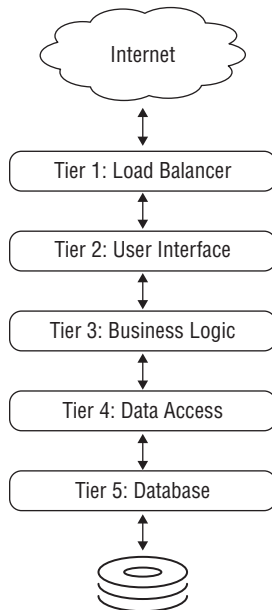 Internet
Tier 1: Load Balancer
Tier 2: User Interface
Tier 3: Business Logic
Tier 4: Data Access
Tier 5: Database